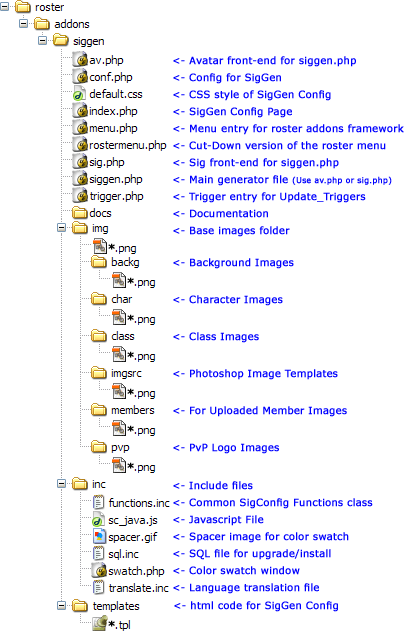 roster
addons
siggen
av.php <- Avatar front-end for siggen.php
conf.php <- Config for SigGen
default.css <- CSS style of SigGen Config
index.php <- SigGen Config Page
menu.php <- Menu entry for roster addons framework
rostermenu.php <- Cut-Down version of the roster menu
sig.php <- Sig front-end for siggen.php
siggen.php <- Main generator file (Use av.php or sig.php)
trigger.php <- Trigger entry for Update_Triggers
docs <- Documentation
img <- Base images folder
*.png
backg <- Background Images
*.png
char <- Character Images
*.png
class <- Class Images
*.png
imgsrc <- Photoshop Image Templates
*.png
members <- For Uploaded Member Images
*.png
pvp <- PvP Logo Images
*.png
inc <- Include files
functions.inc <- Common SigConfig Functions class
sc_java.js <- Javascript File
spacer.gif <- Spacer image for color swatch
sql.inc <- SQL file for upgrade/install
swatch.php <- Color swatch window
translate.inc <- Language translation file
templates <- html code for SigGen Config
*.tpl